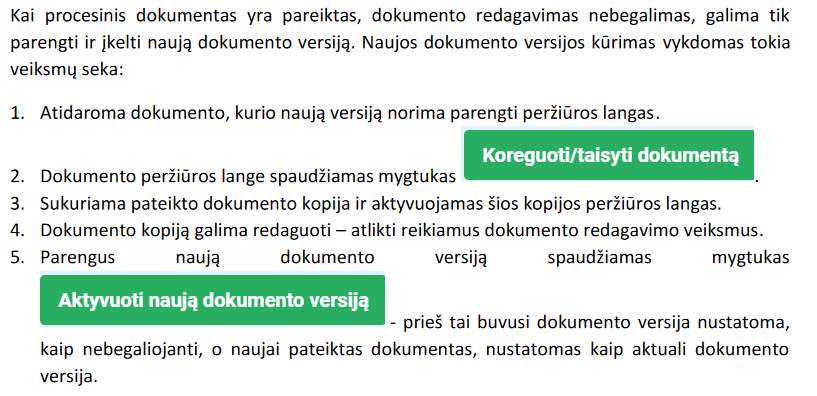 Kai procesinis dokumentas yra pareiktas, dokumento redagavimas nebegalimas, galima tik
parengti ir įkelti naują dokumento versiją. Naujos dokumento versijos kūrimas vykdomas tokia
veiksmų seka:
1. Atidaroma dokumento, kurio naują versiją norima parengti peržiūros langas.
2. Dokumento peržiūros lange spaudžiamas mygtukas Koreguoti/taisyti dokumentą.
3. Sukuriama pateikto dokumento kopija ir aktyvuojamas šios kopijos peržiūros langas.
4. Dokumento kopiją galima redaguoti – atlikti reikiamus dokumento redagavimo veiksmus.
5. Parengus naują dokumento versiją spaudžiamas mygtukas
Aktyvuoti naują dokumento versiją - prieš tai buvusi dokumento versija nustatoma,
kaip nebegaliojanti, o naujai pateiktas dokumentas, nustatomas kaip aktuali dokumento
versija.